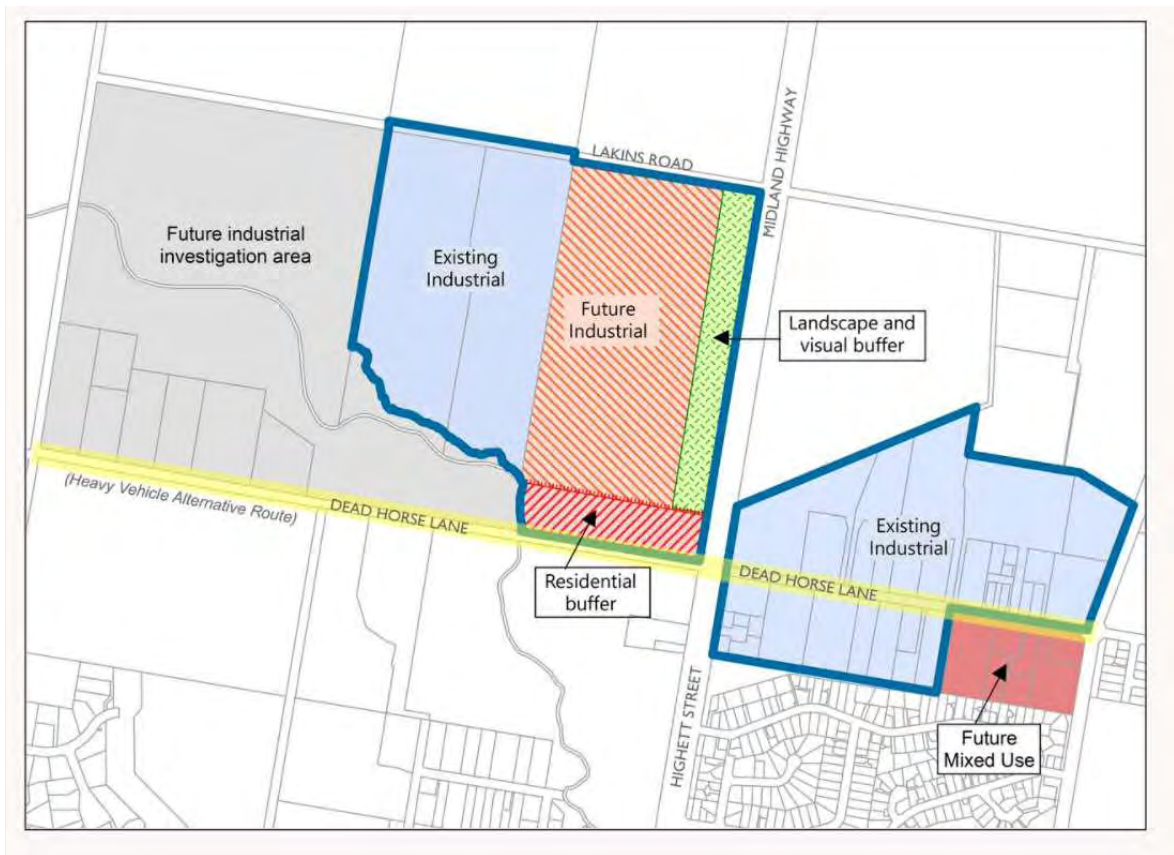 LAKINS ROAD
MIDLAND HIGHWAY
Future industrial
investigation area
Existing
Industrial
Future
Industrial
Landscape and
visual buffer
(Heavy Vehicle Alternative Route)
DEAD HORSE LANE
Residential
buffer
Existing
Industrial
DEAD HORSE LANE
HIGHETT STREET
Future
Mixed Use